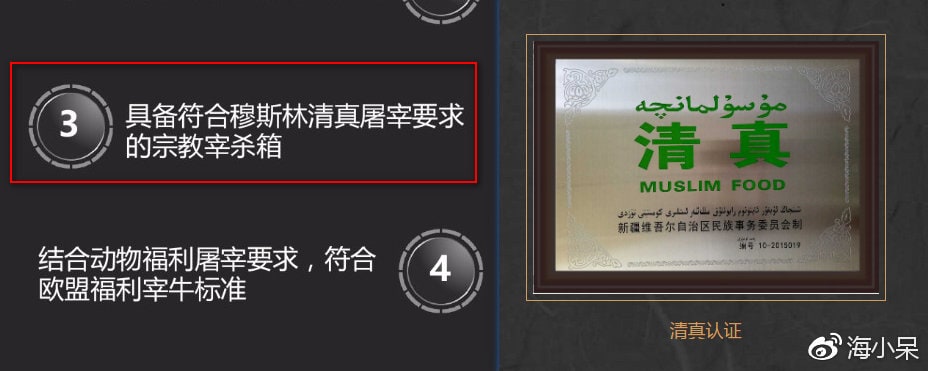 3
具备符合穆斯林清真屠宰要求
的宗教宰杀箱
结合动物福利屠宰要求，符合
欧盟福利宰牛标准
4
مۇسۇلمانچە
清真
MUSLIM FOOD
新疆维吾尔自治区民族事务委员会制
编号 10-2015019
清真认证
海小呆